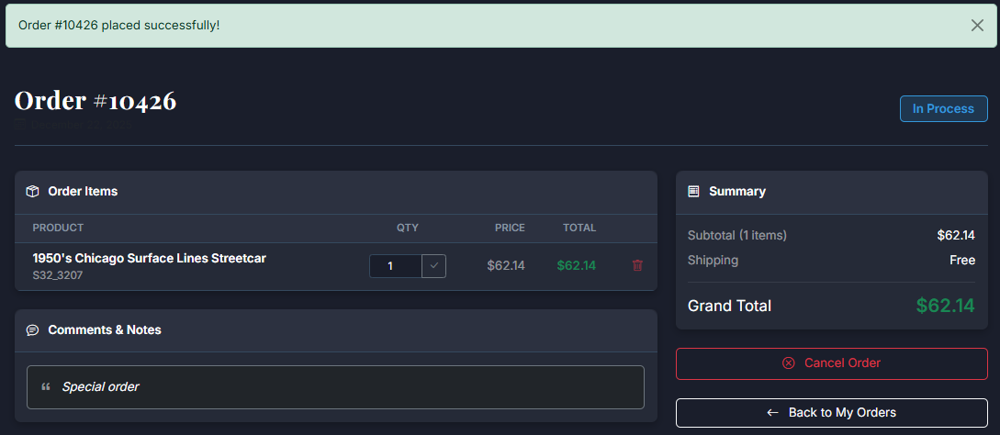 Order #10426 placed successfully!
Order #10426
In Process
Order Items
PRODUCT QTY PRICE TOTAL
1950's Chicago Surface Lines Streetcar
S32_3207
1 $62.14 $62.14
Comments & Notes
“ Special order
Summary
Subtotal (1 items) $62.14
Shipping Free
Grand Total $62.14
Cancel Order
← Back to My Orders